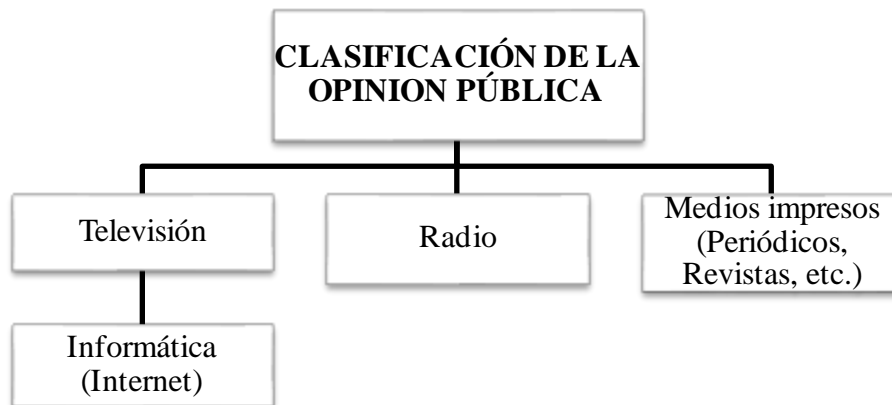 CLASIFICACIÓN DE LA
OPINION PÚBLICA
Televisión
Radio
Medios impresos
(Periódicos,
Revistas, etc.)
Informática
(Internet)